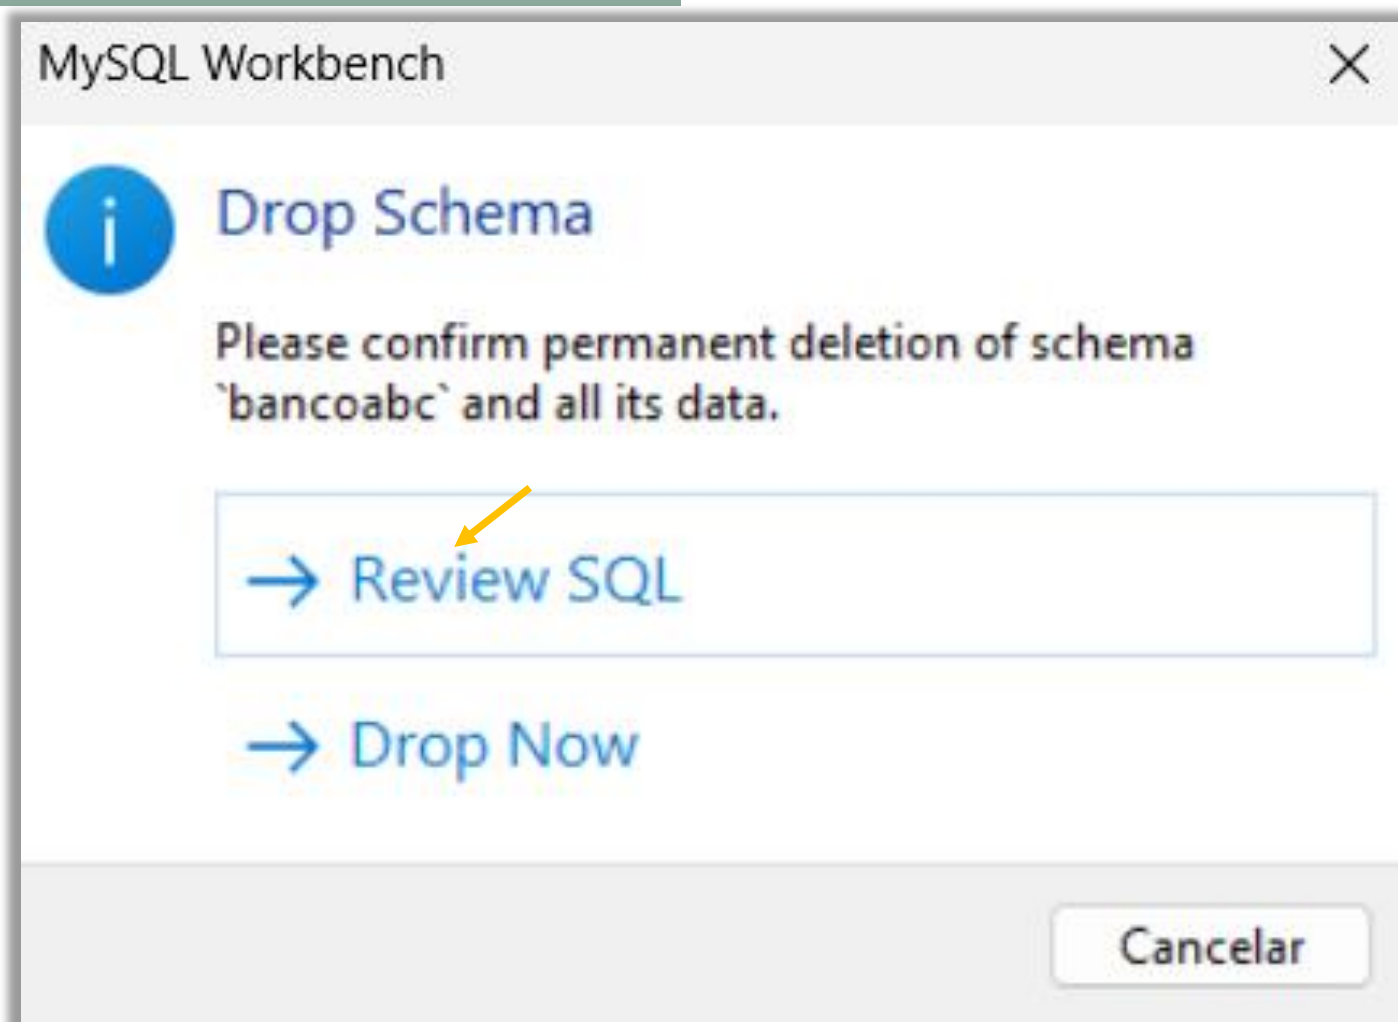 MySQL Workbench
Drop Schema
Please confirm permanent deletion of schema
`bancoabc` and all its data.
Review SQL
Drop Now
Cancelar